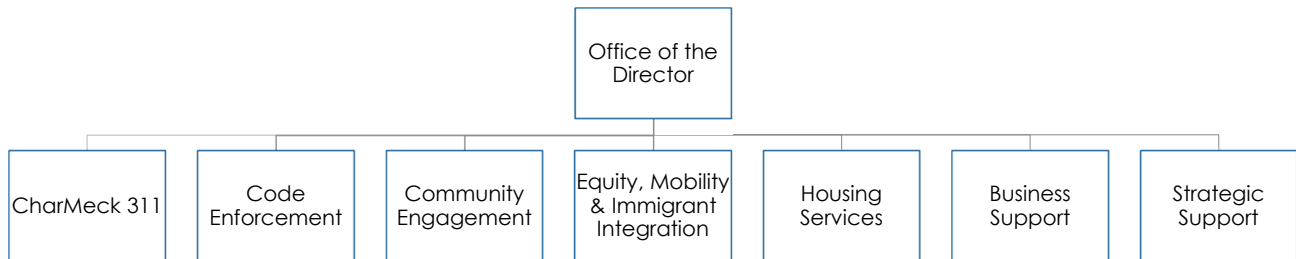 Office of the
Director
CharMeck 311
Code
Enforcement
Community
Engagement
Equity, Mobility
& Immigrant
Integration
Housing
Services
Business
Support
Strategic
Support